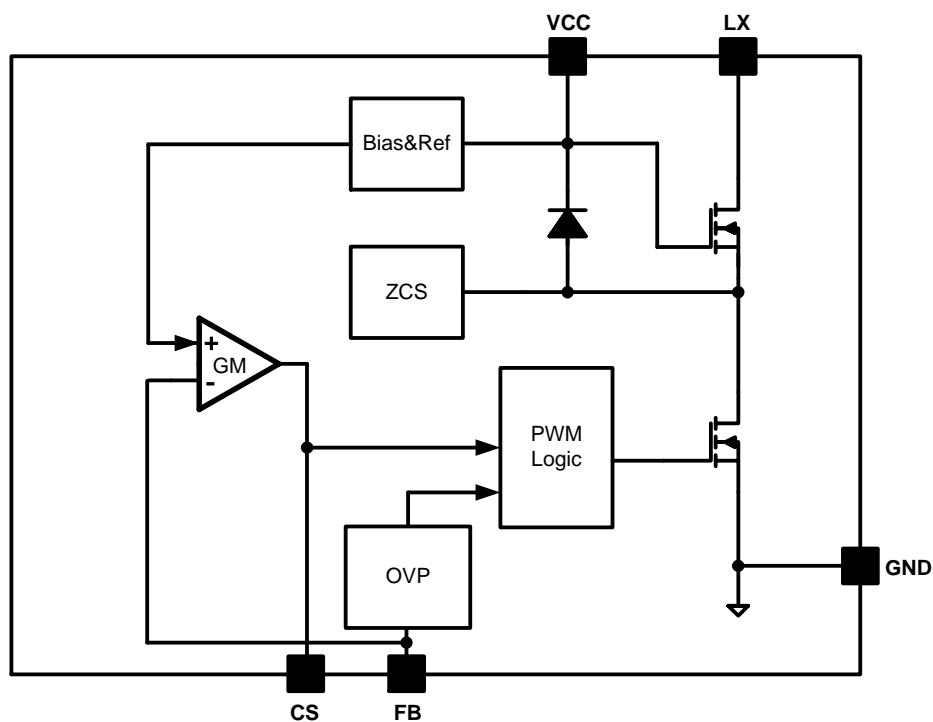 VCC
LX
Bias&Ref
ZCS
+
GM
-
PWM
Logic
OVP
GND
CS
FB